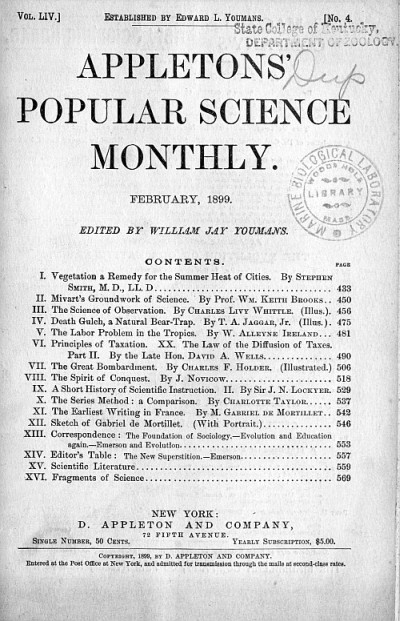 Vol. LIV.] Established by Edward L. Youmans. [No. 4.
State College of Kentucky,
DEPARTMENT OF ZOOLOGY.
Dup
APPLETONS'
POPULAR SCIENCE
MONTHLY.
MARINE BIOLOGICAL LABORATORY
WOODS HOLE
LIBRARY
MASS.
FEBRUARY, 1899.
EDITED BY WILLIAM JAY YOUMANS.
CONTENTS.
PAGE
I. Vegetation a Remedy for the Summer Heat of Cities. By Stephen
Smith, M. D., LL. D. 433
II. Mivart's Groundwork of Science. By Prof. Wm. Keith Brooks.. 450
III. The Science of Observation. By Charles Livy Whittle. (Illus.) 456
IV. Death Gulch, a Natural Bear-Trap. By T. A. Jaggar, Jr. (Illus.) 475
V. The Labor Problem in the Tropics. By W. Alleyne Ireland... 481
VI. Principles of Taxation. XX. The Law of the Diffusion of Taxes.
Part II. By the Late Hon. David A. Wells 490
VII. The Great Bombardment. By Charles F. Holder. (Illustrated.) 506
VIII. The Spirit of Conquest. By J. Novicow 518
IX. A Short History of Scientific Instruction. II. By Sir J. N. Lockyer. 529
X. The Series Method: a Comparison. By Charlotte Taylor 537
XI. The Earliest Writing in France. By M. Gabriel de Mortillet.. 542
XII. Sketch of Gabriel de Mortillet. (With Portrait.) 546
XIII. Correspondence: The Foundation of Sociology.—Evolution and Education
again.—Emerson and Evolution 553
XIV. Editor's Table: The New Superstition.—Emerson 557
XV. Scientific Literature 559
XVI. Fragments of Science 569
NEW YORK:
D. APPLETON AND COMPANY,
72 FIFTH AVENUE.
Single Number, 50 Cents. Yearly Subscription, $5.00.
Copyright, 1899, by D. APPLETON AND COMPANY.
Entered at the Post Office at New York, and admitted for transmission through the mails at second-class rates.